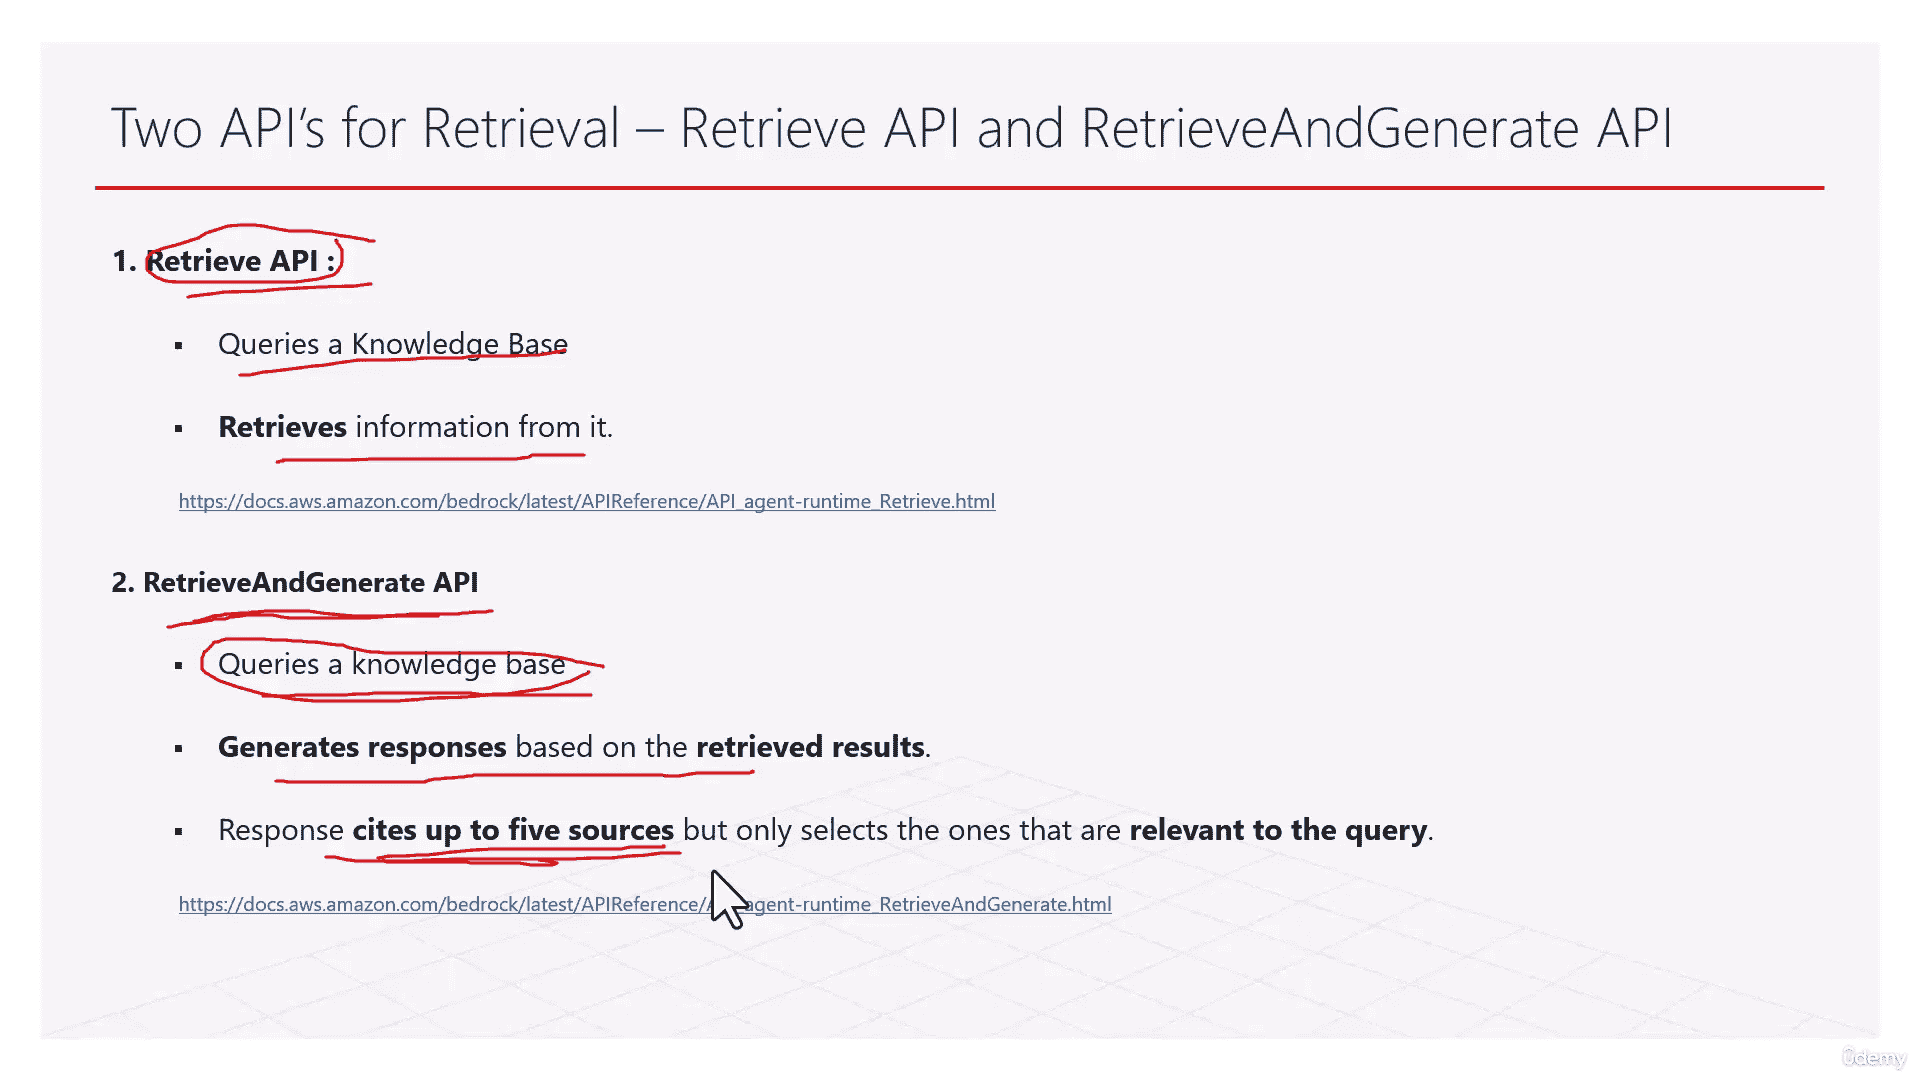 Two API's for Retrieval – Retrieve API and RetrieveAndGenerate API
1. Retrieve API :
▪ Queries a Knowledge Base
▪ Retrieves information from it.
https://docs.aws.amazon.com/bedrock/latest/APIReference/API_agent-runtime_Retrieve.html
2. RetrieveAndGenerate API
▪ Queries a knowledge base
▪ Generates responses based on the retrieved results.
▪ Response cites up to five sources but only selects the ones that are relevant to the query.
https://docs.aws.amazon.com/bedrock/latest/APIReference/ agent-runtime_RetrieveAndGenerate.html
Udemy